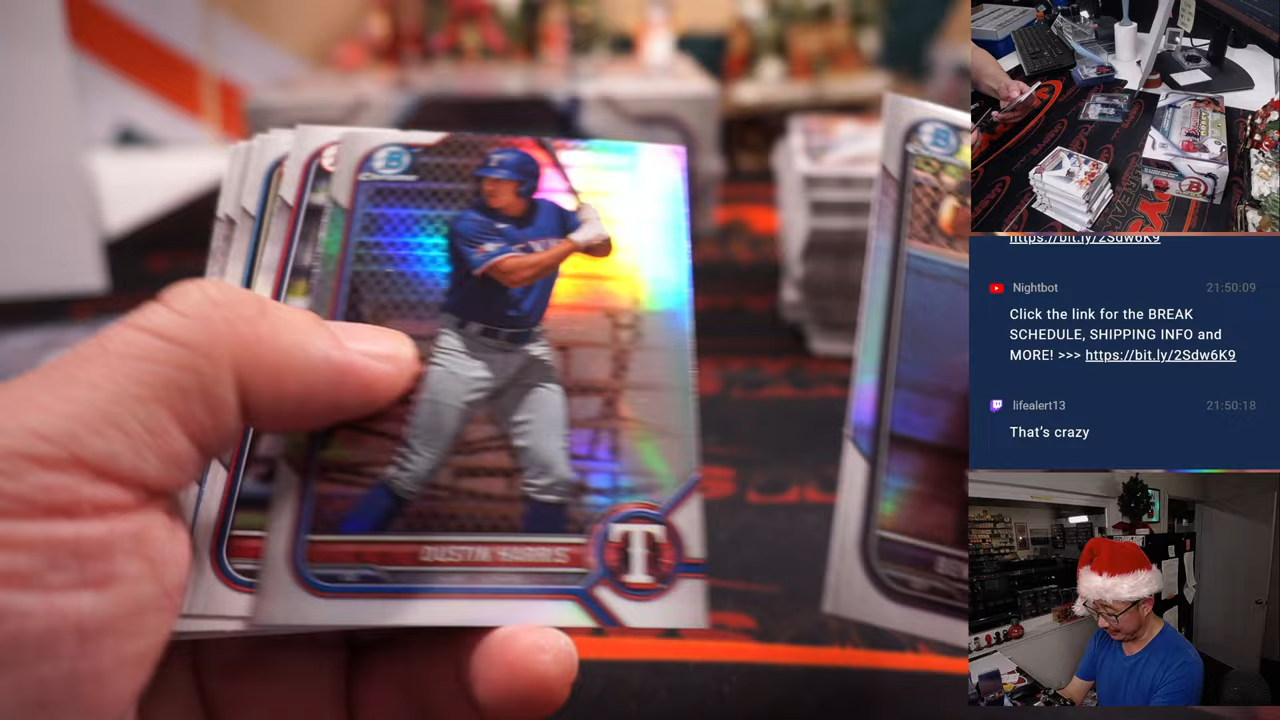 DUSTIN HARRIS
T
https://bit.ly/2Sdw6K9
Nightbot 21:50:09
Click the link for the BREAK
SCHEDULE, SHIPPING INFO and
MORE! >>> https://bit.ly/2Sdw6K9
lifealert13 21:50:18
That's crazy